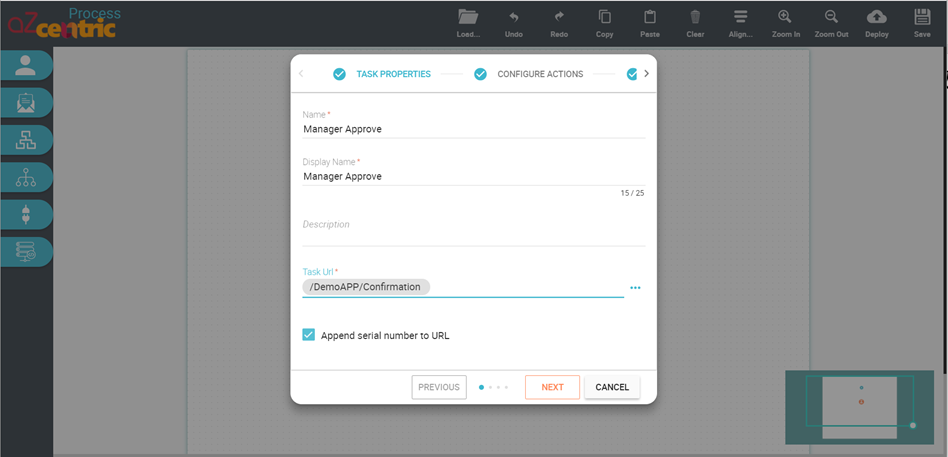 Process
aZcentric
Load...
Undo
Redo
Copy
Paste
Clear
Align...
Zoom In
Zoom Out
Deploy
Save
TASK PROPERTIES
CONFIGURE ACTIONS
Name *
Manager Approve
Display Name *
Manager Approve
15 / 25
Description
Task Url *
/DemoAPP/Confirmation
Append serial number to URL
PREVIOUS
NEXT
CANCEL